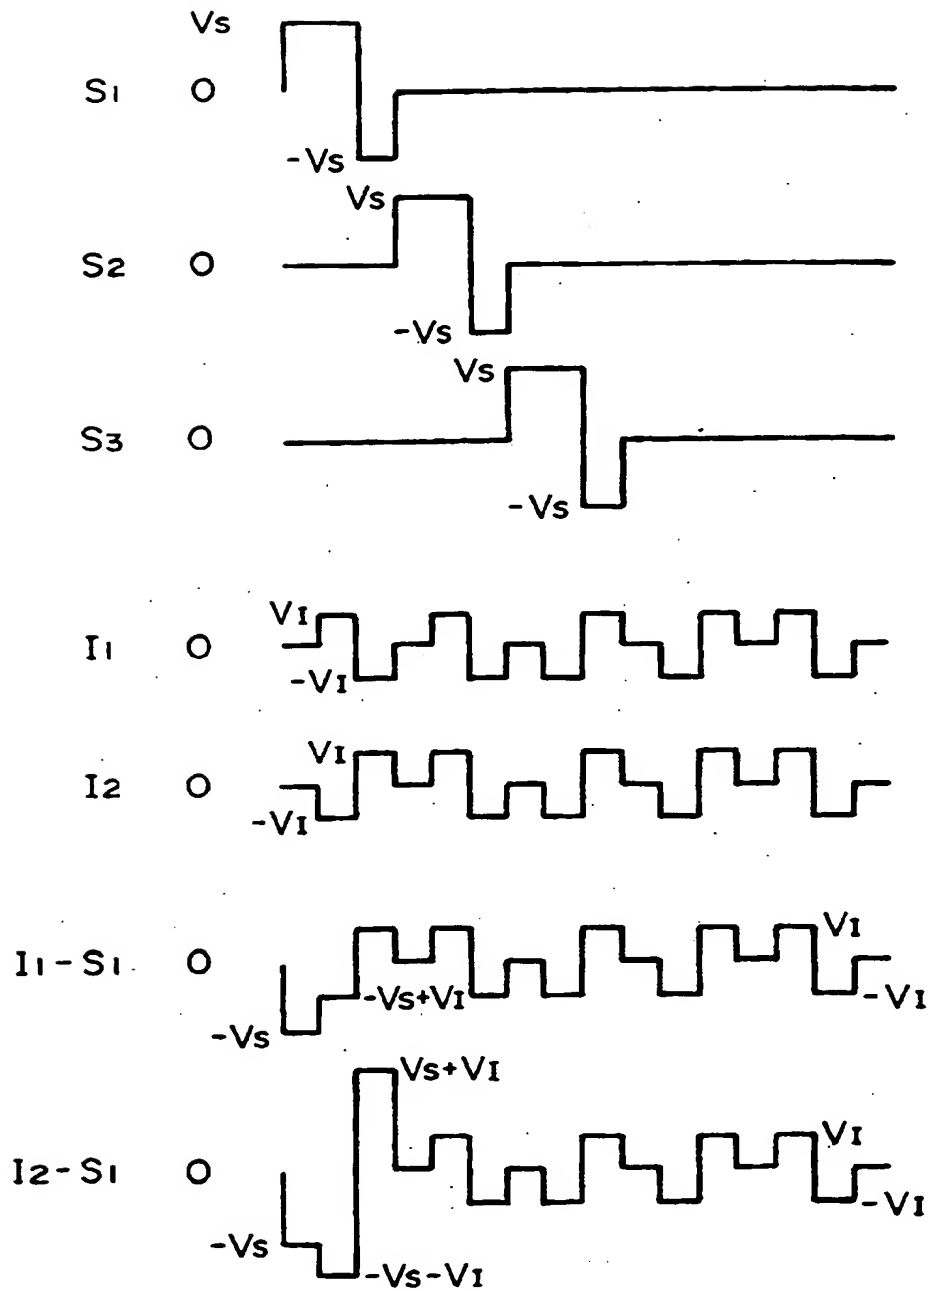 Vs
S1 O
-Vs
Vs
S2 O
-Vs
Vs
S3 O
-Vs
VI
I1 O
-VI
VI
I2 O
-VI
VI
I1-S1 O
-Vs+VI
-VI
-Vs
Vs+VI
VI
I2-S1 O
-VI
-Vs
-Vs-VI